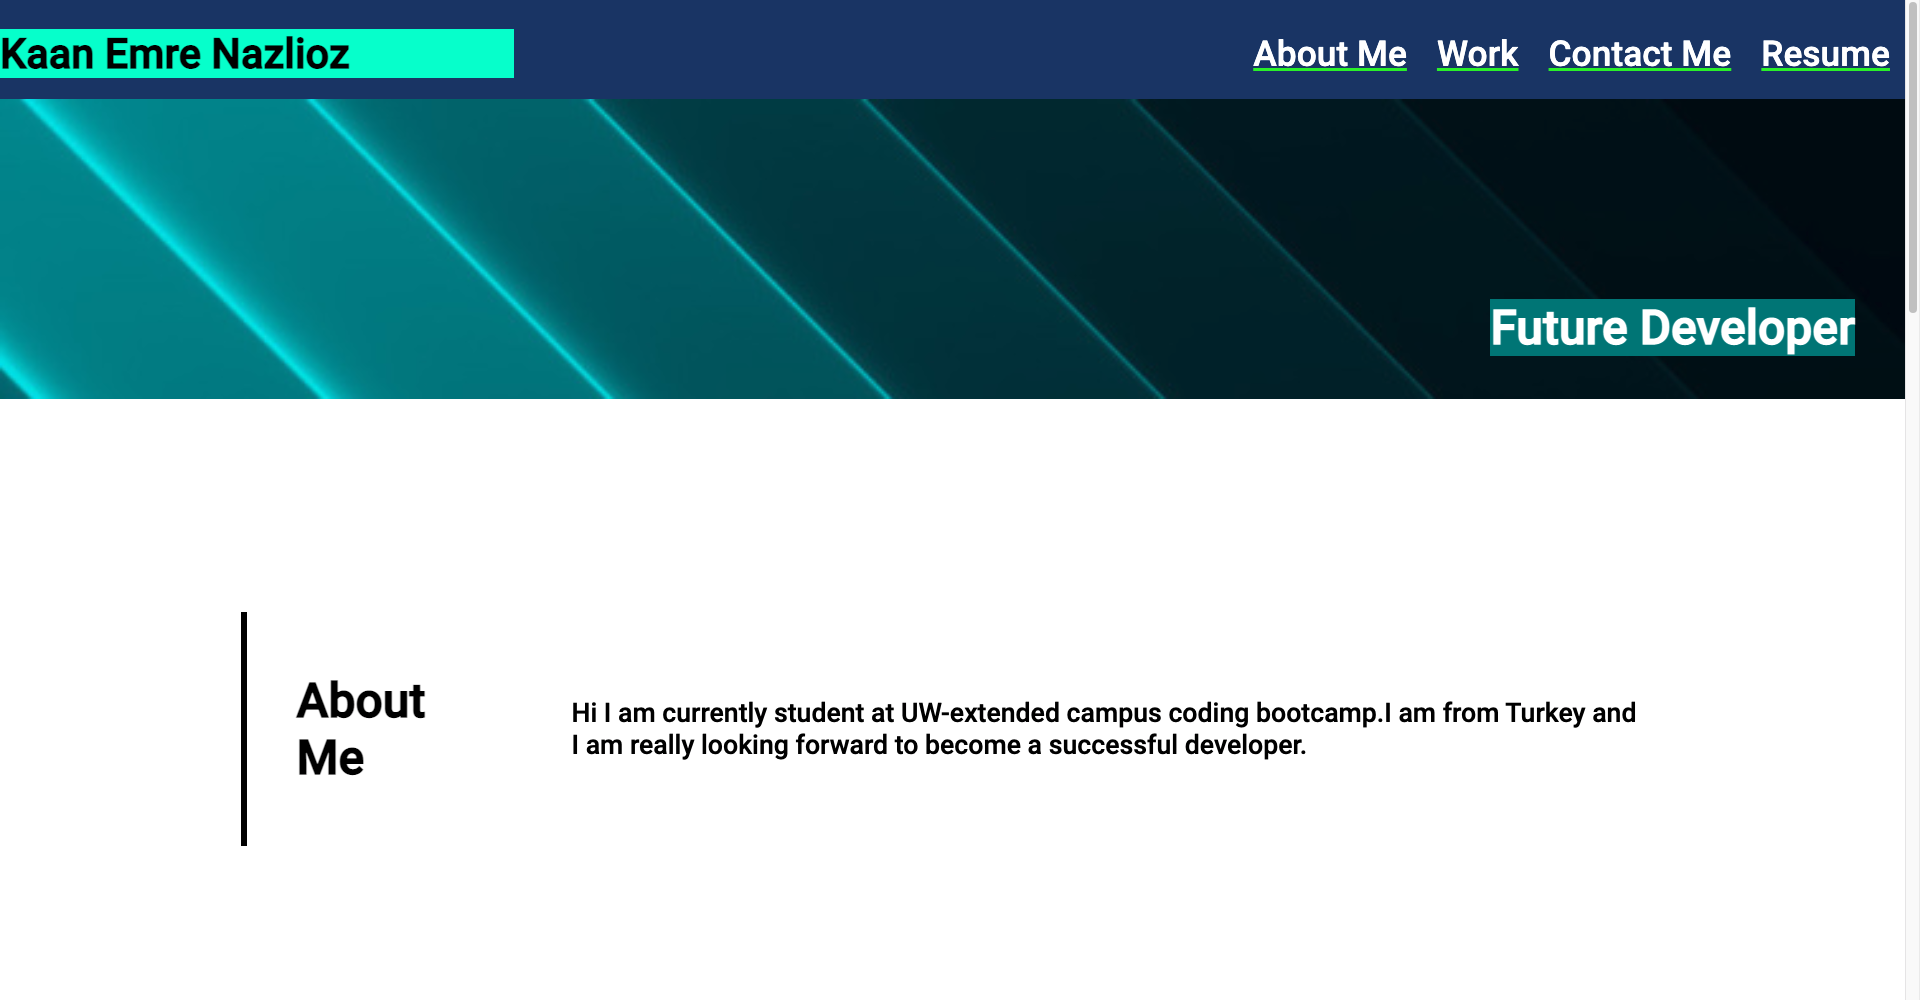 Kaan Emre Nazlioz
About Me Work Contact Me Resume
Future Developer
About
Me
Hi I am currently student at UW-extended campus coding bootcamp.I am from Turkey and
I am really looking forward to become a successful developer.